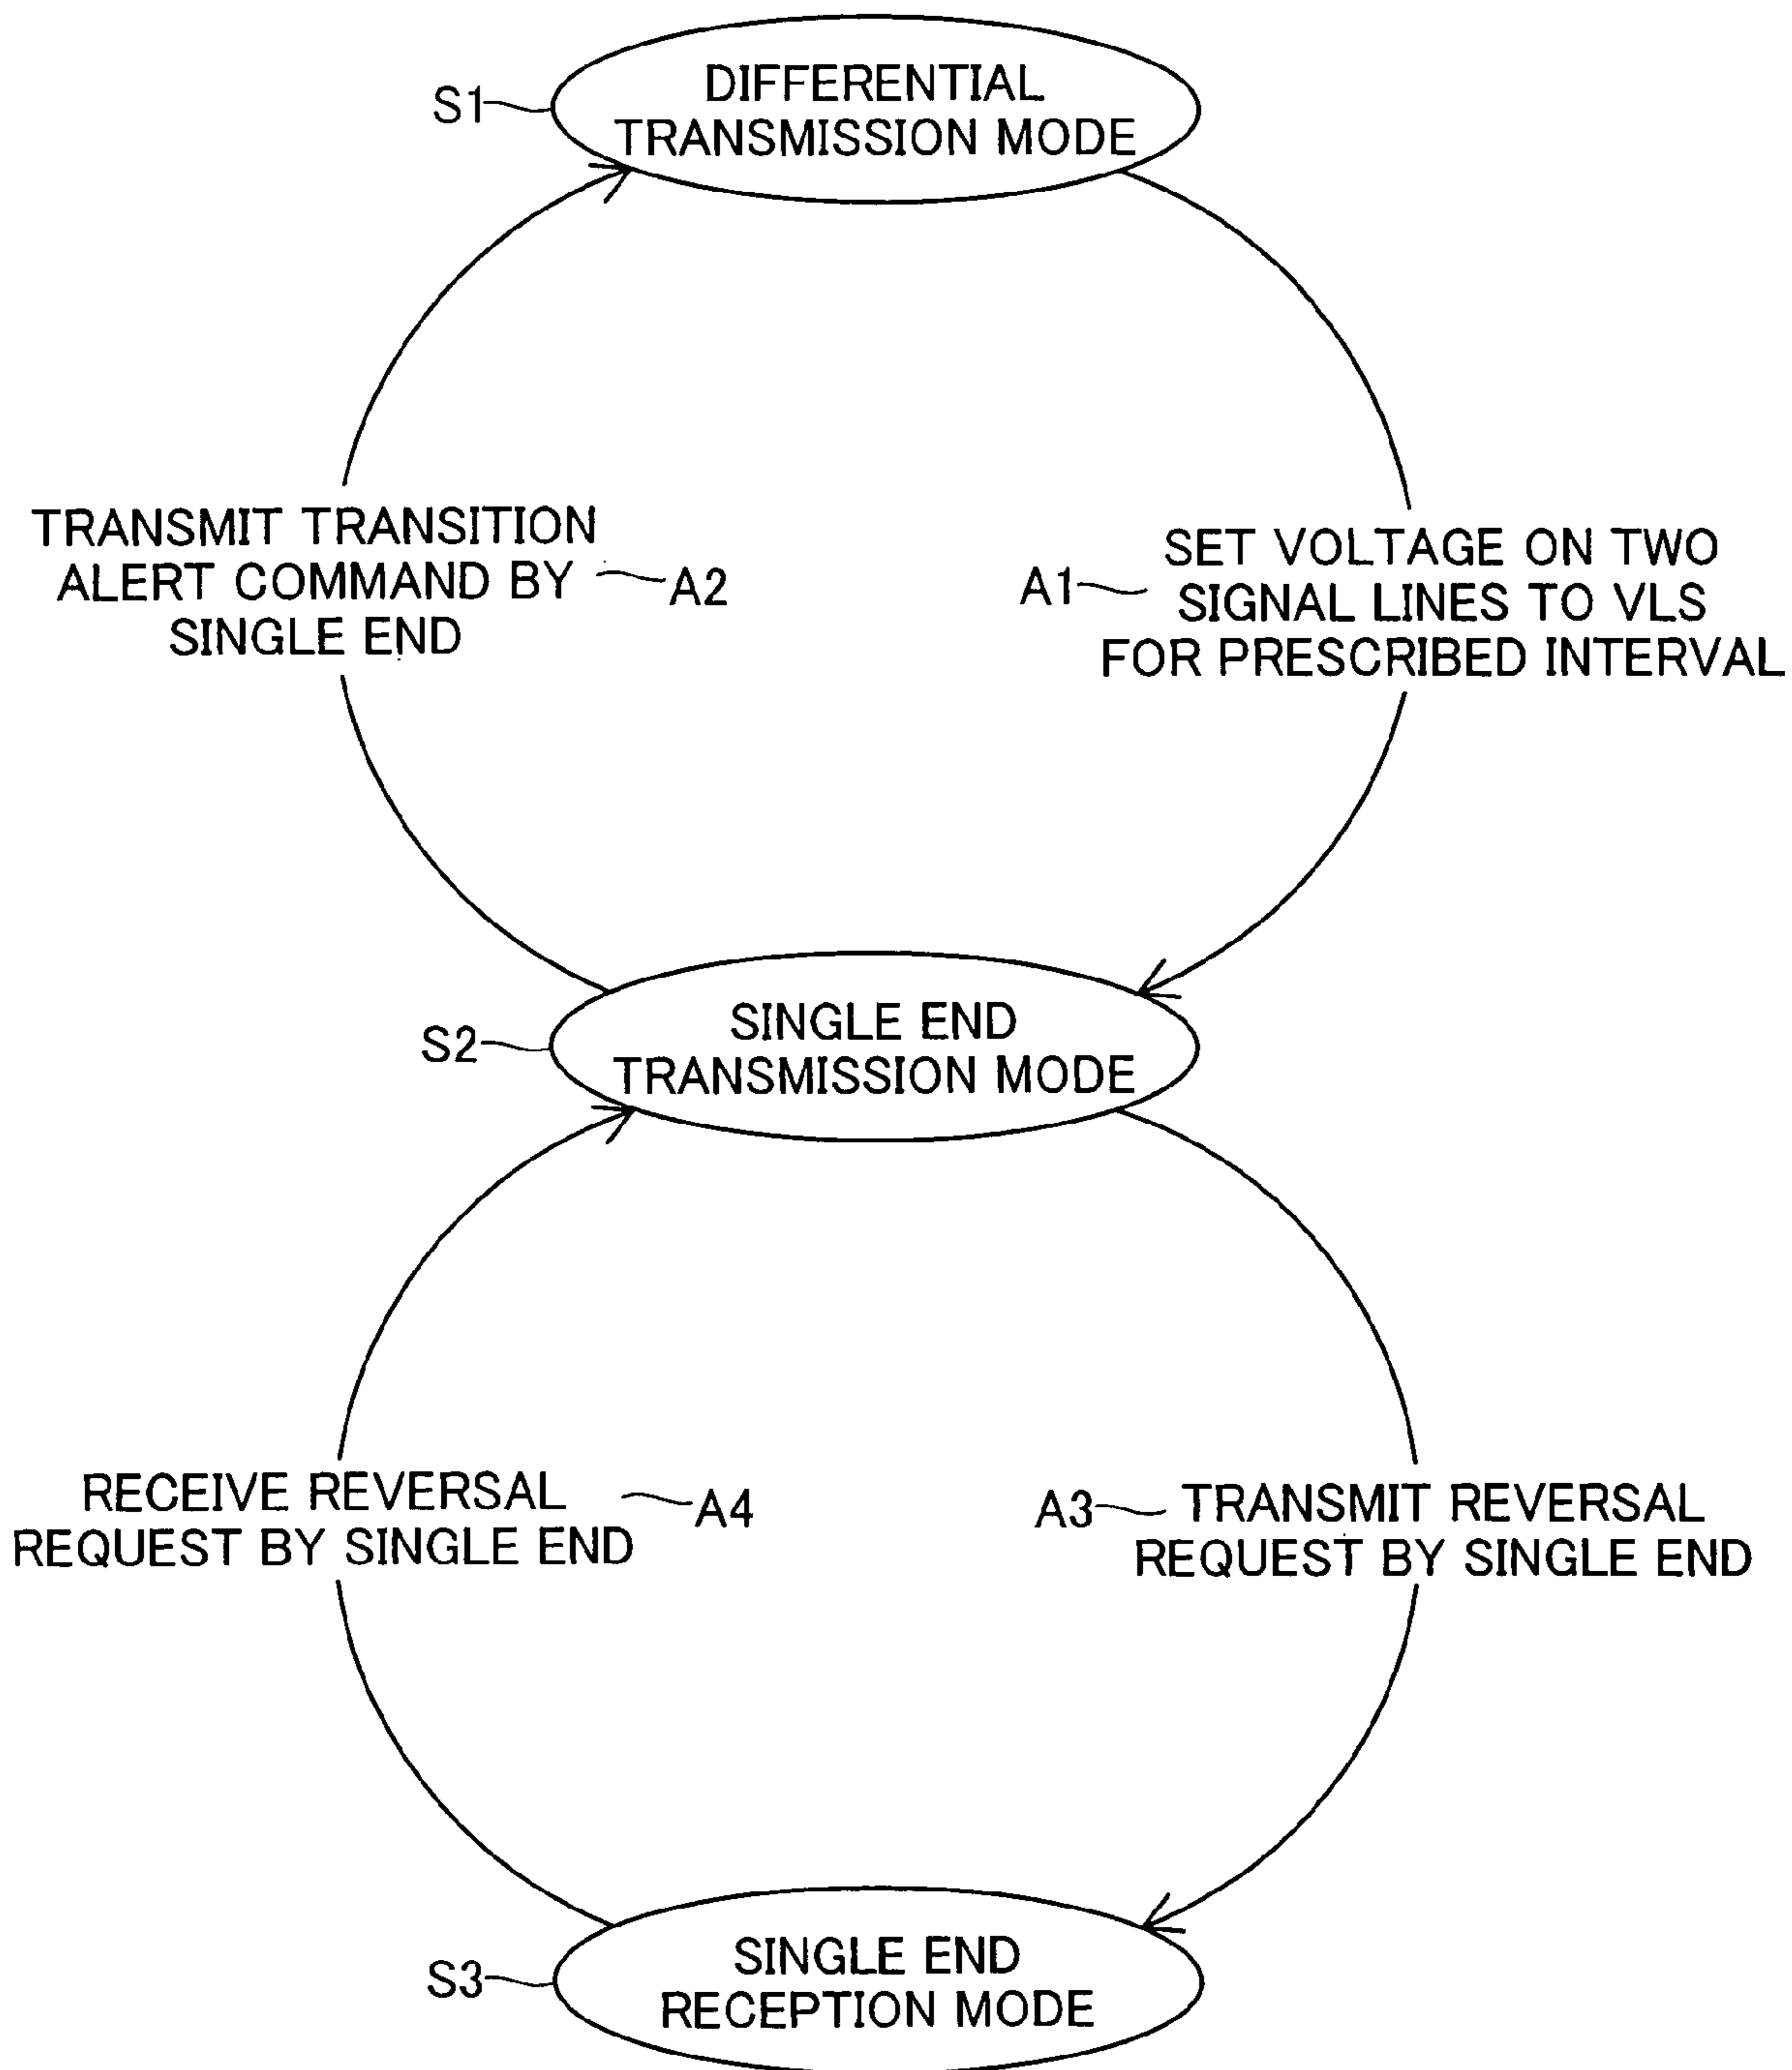 S1
DIFFERENTIAL
TRANSMISSION MODE
TRANSMIT TRANSITION
ALERT COMMAND BY
SINGLE END
A2
A1
SET VOLTAGE ON TWO
SIGNAL LINES TO VLS
FOR PRESCRIBED INTERVAL
S2
SINGLE END
TRANSMISSION MODE
RECEIVE REVERSAL
REQUEST BY SINGLE END
A4
A3
TRANSMIT REVERSAL
REQUEST BY SINGLE END
S3
SINGLE END
RECEPTION MODE